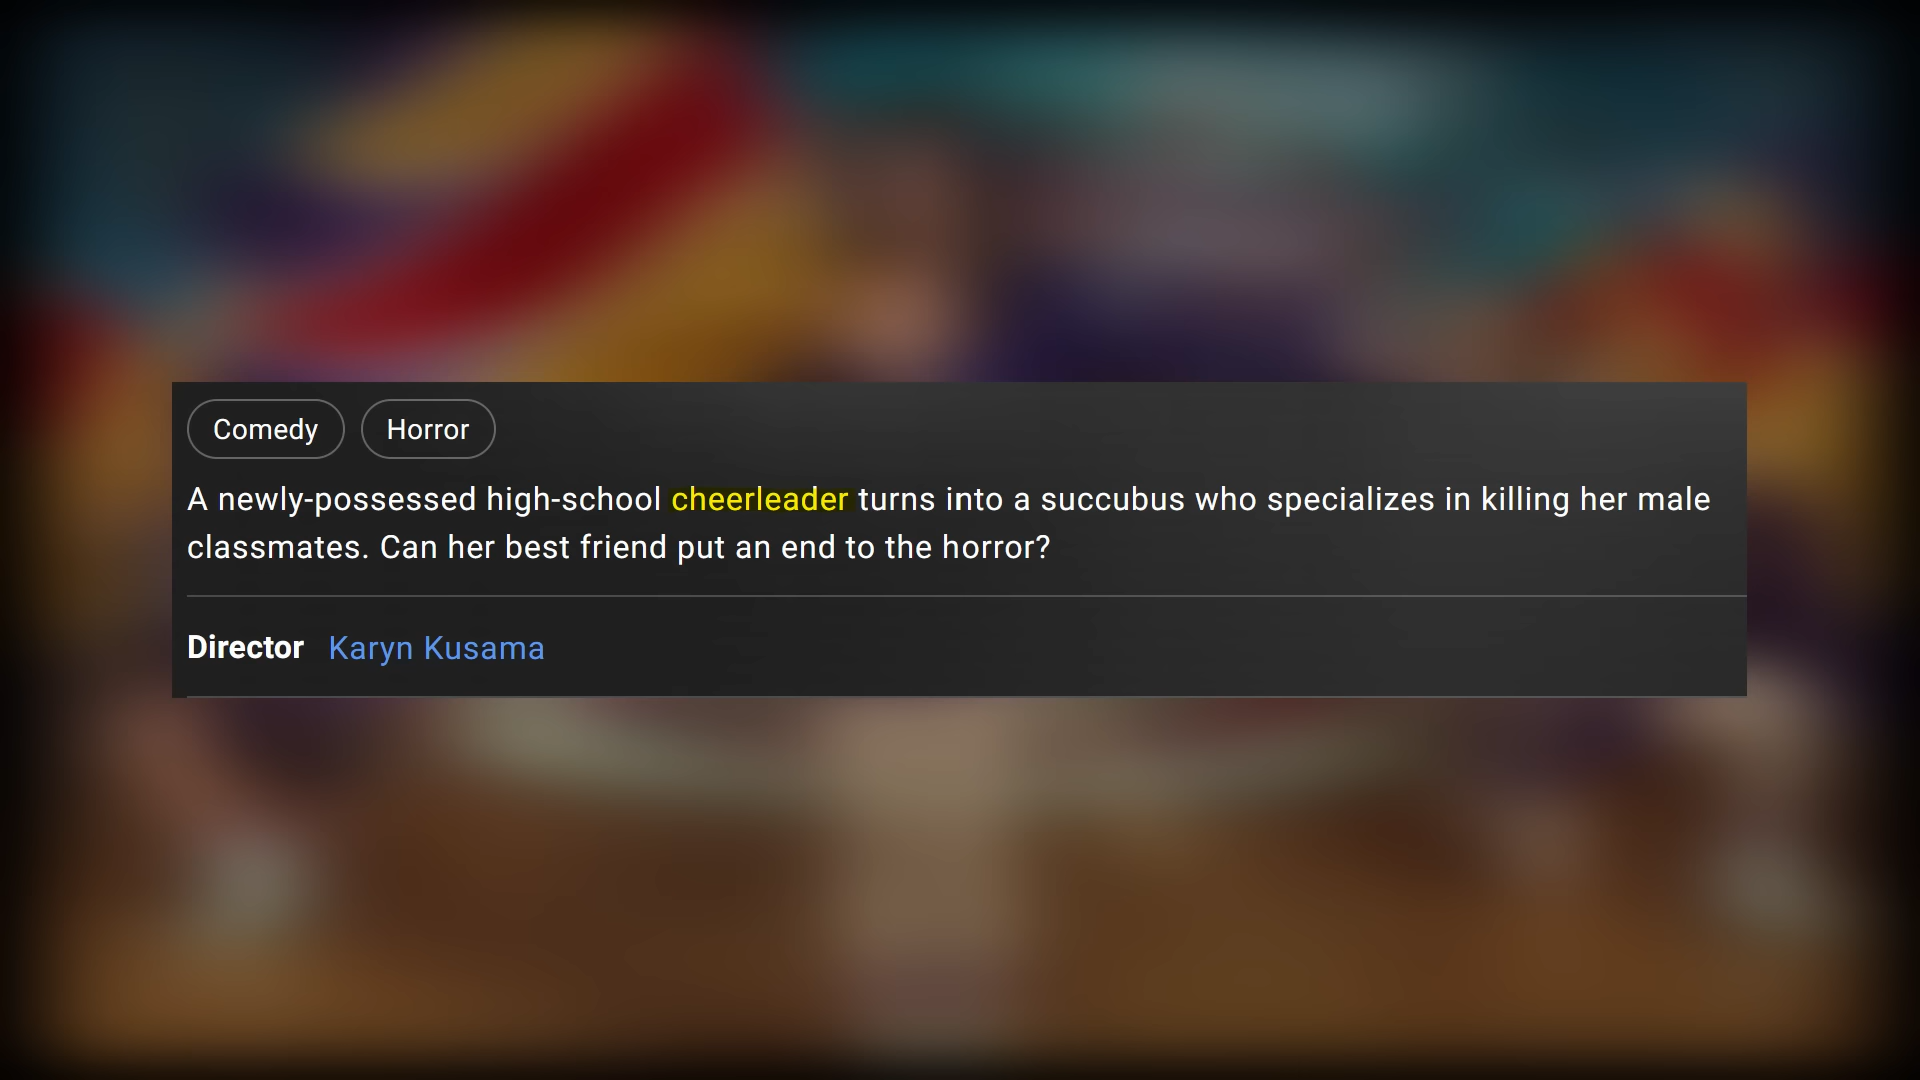 Comedy Horror
A newly-possessed high-school cheerleader turns into a succubus who specializes in killing her male
classmates. Can her best friend put an end to the horror?
Director Karyn Kusama